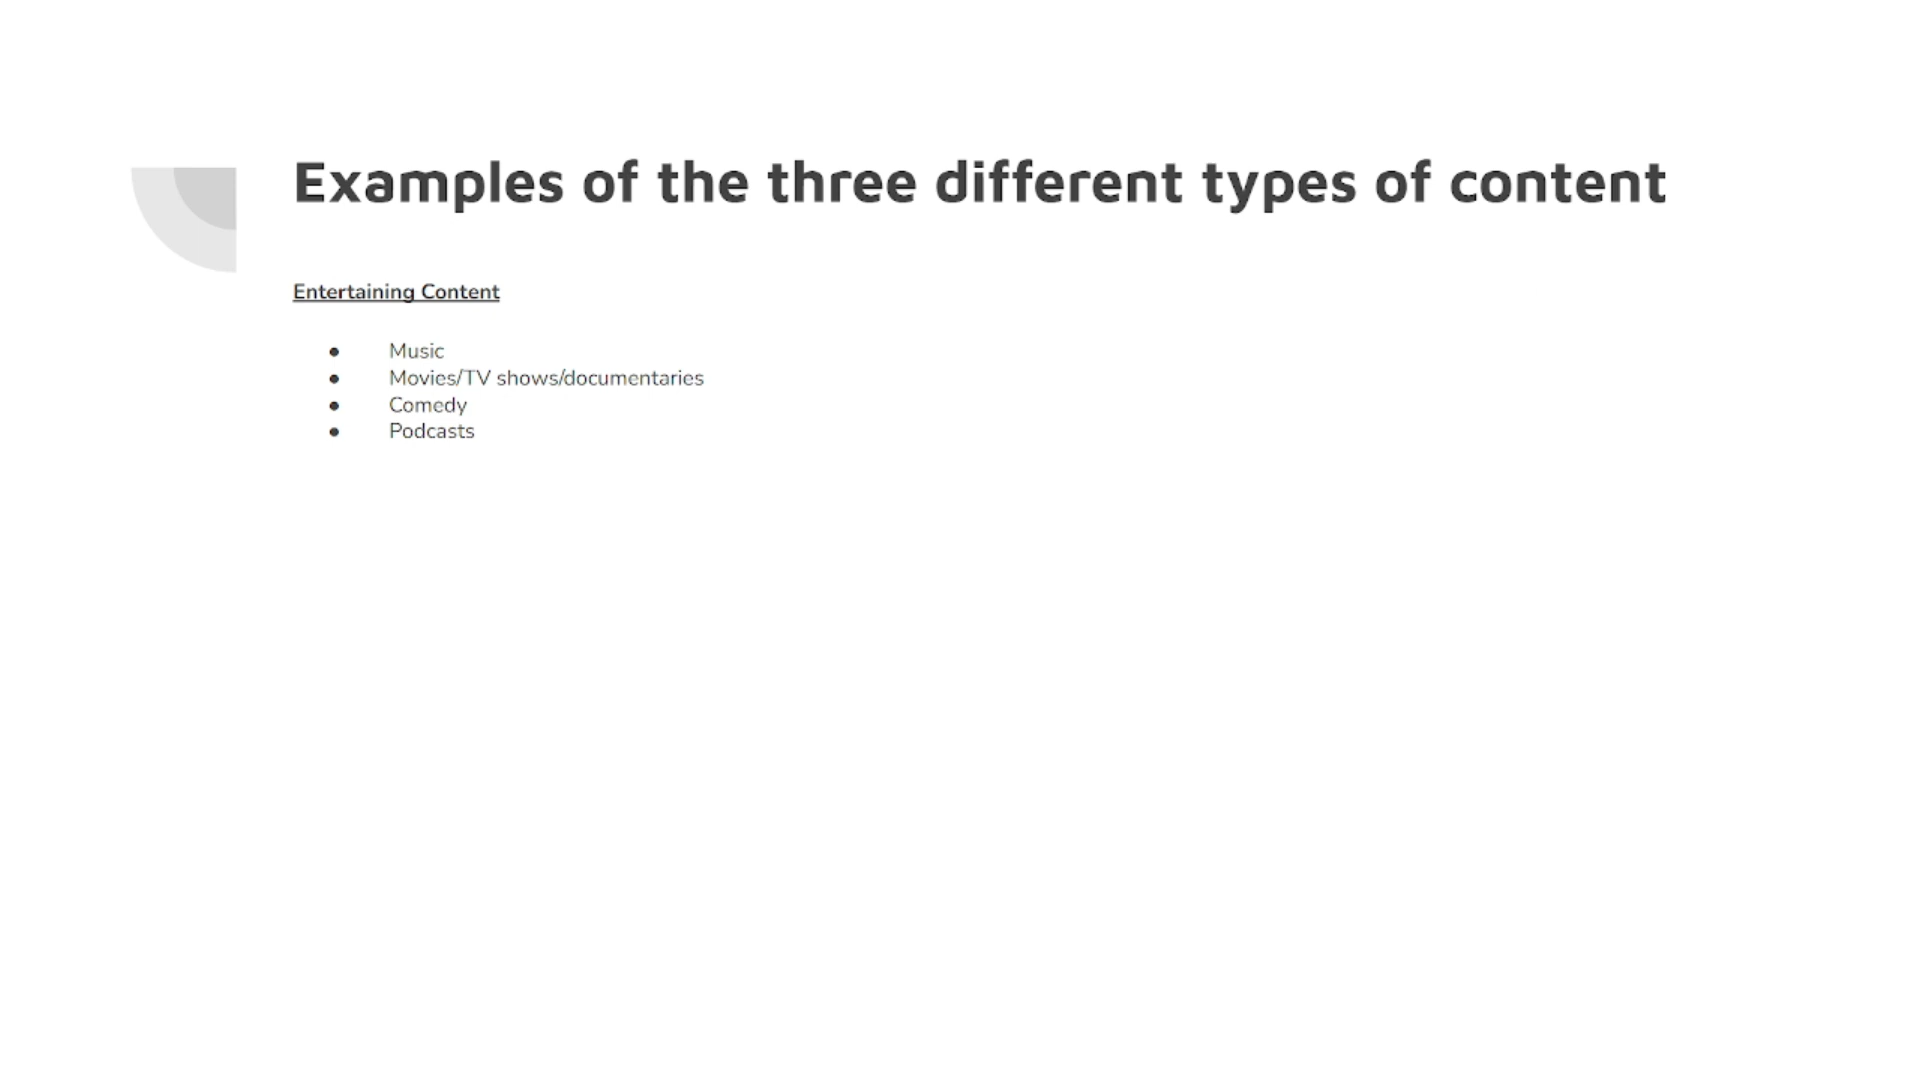 Examples of the three different types of content
Entertaining Content
● Music
● Movies/TV shows/documentaries
● Comedy
● Podcasts